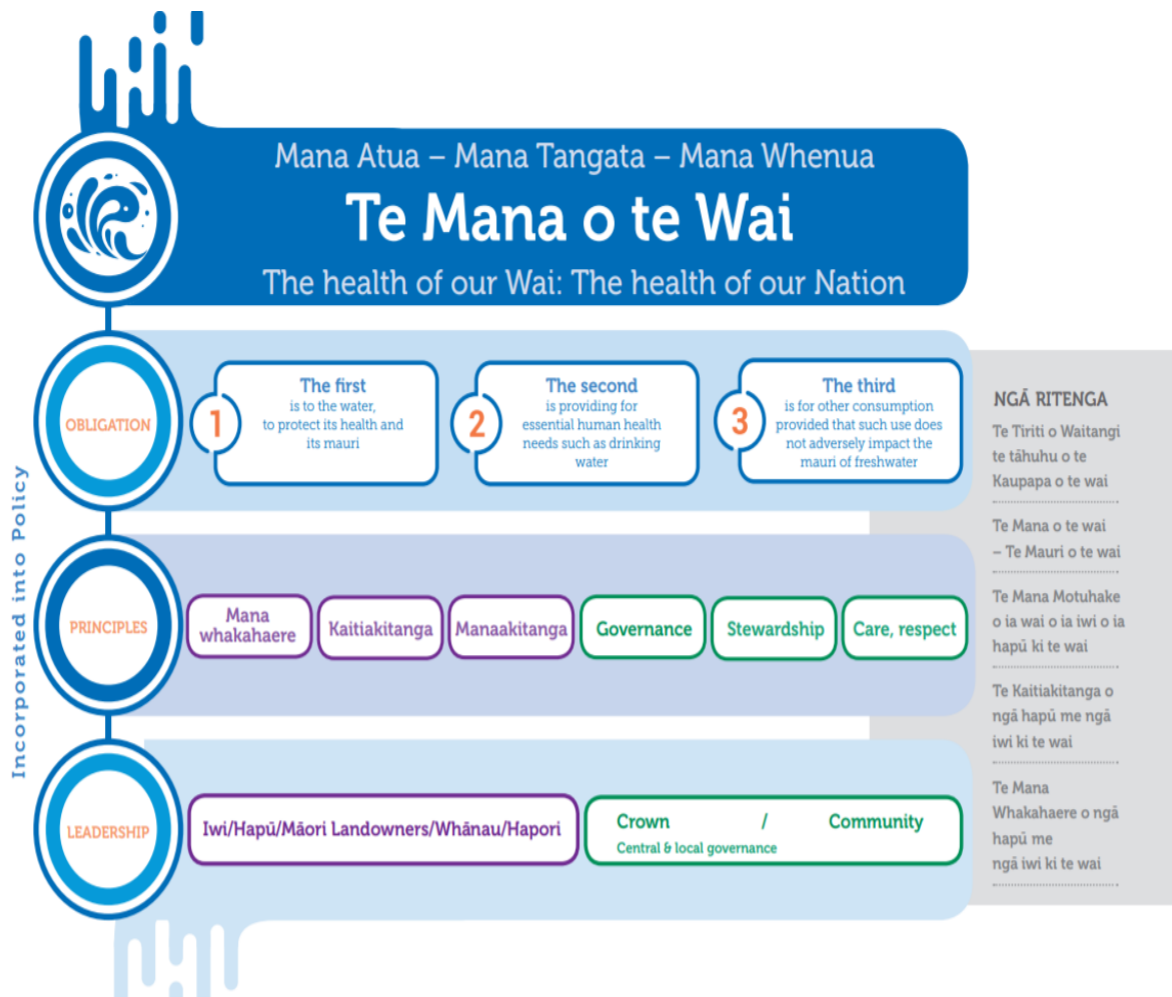 Mana Atua – Mana Tangata – Mana Whenua
Te Mana o te Wai
The health of our Wai: The health of our Nation
Incorporated into Policy
OBLIGATION
1
The first
is to the water,
to protect its health and
its mauri
2
The second
is providing for
essential human health
needs such as drinking
water
3
The third
is for other consumption
provided that such use does
not adversely impact the
mauri of freshwater
PRINCIPLES
Mana
whakahaere
Kaitiakitanga
Manaakitanga
Governance
Stewardship
Care, respect
LEADERSHIP
Iwi/Hapū/Māori Landowners/Whānau/Hapori
Crown / Community
Central & local governance
NGĀ RITENGA
Te Tiriti o Waitangi
te tāhuhu o te
Kaupapa o te wai
Te Mana o te wai
– Te Mauri o te wai
Te Mana Motuhake
o ia wai o ia iwi o ia
hapū ki te wai
Te Kaitiakitanga o
ngā hapū me ngā
iwi ki te wai
Te Mana
Whakahaere o ngā
hapū me
ngā iwi ki te wai